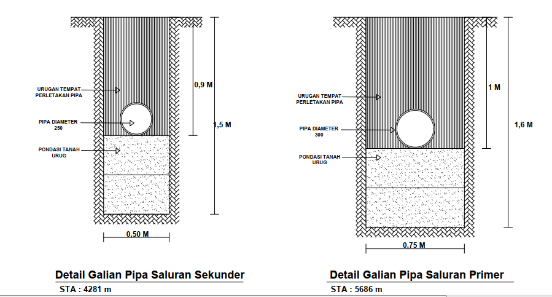 URUGAN TEMPAT
PERLETAKAN PIPA
PIPA DIAMETER
250
PONDASI TANAH
URUG
0,9 M
1,5 M
0,50 M
Detail Galian Pipa Saluran Sekunder
STA : 4281 m
URUGAN TEMPAT
PERLETAKAN PIPA
PIPA DIAMETER
300
PONDASI TANAH
URUG
1 M
1,6 M
0,75 M
Detail Galian Pipa Saluran Primer
STA : 5686 m